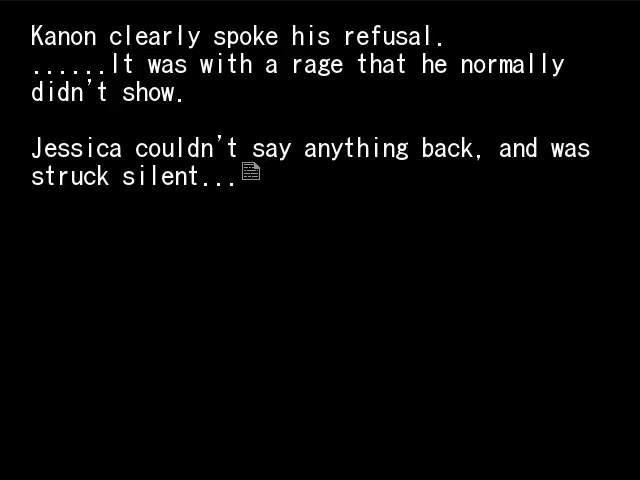 Kanon clearly spoke his refusal.
......It was with a rage that he normally
didn't show.
Jessica couldn't say anything back, and was
struck silent...